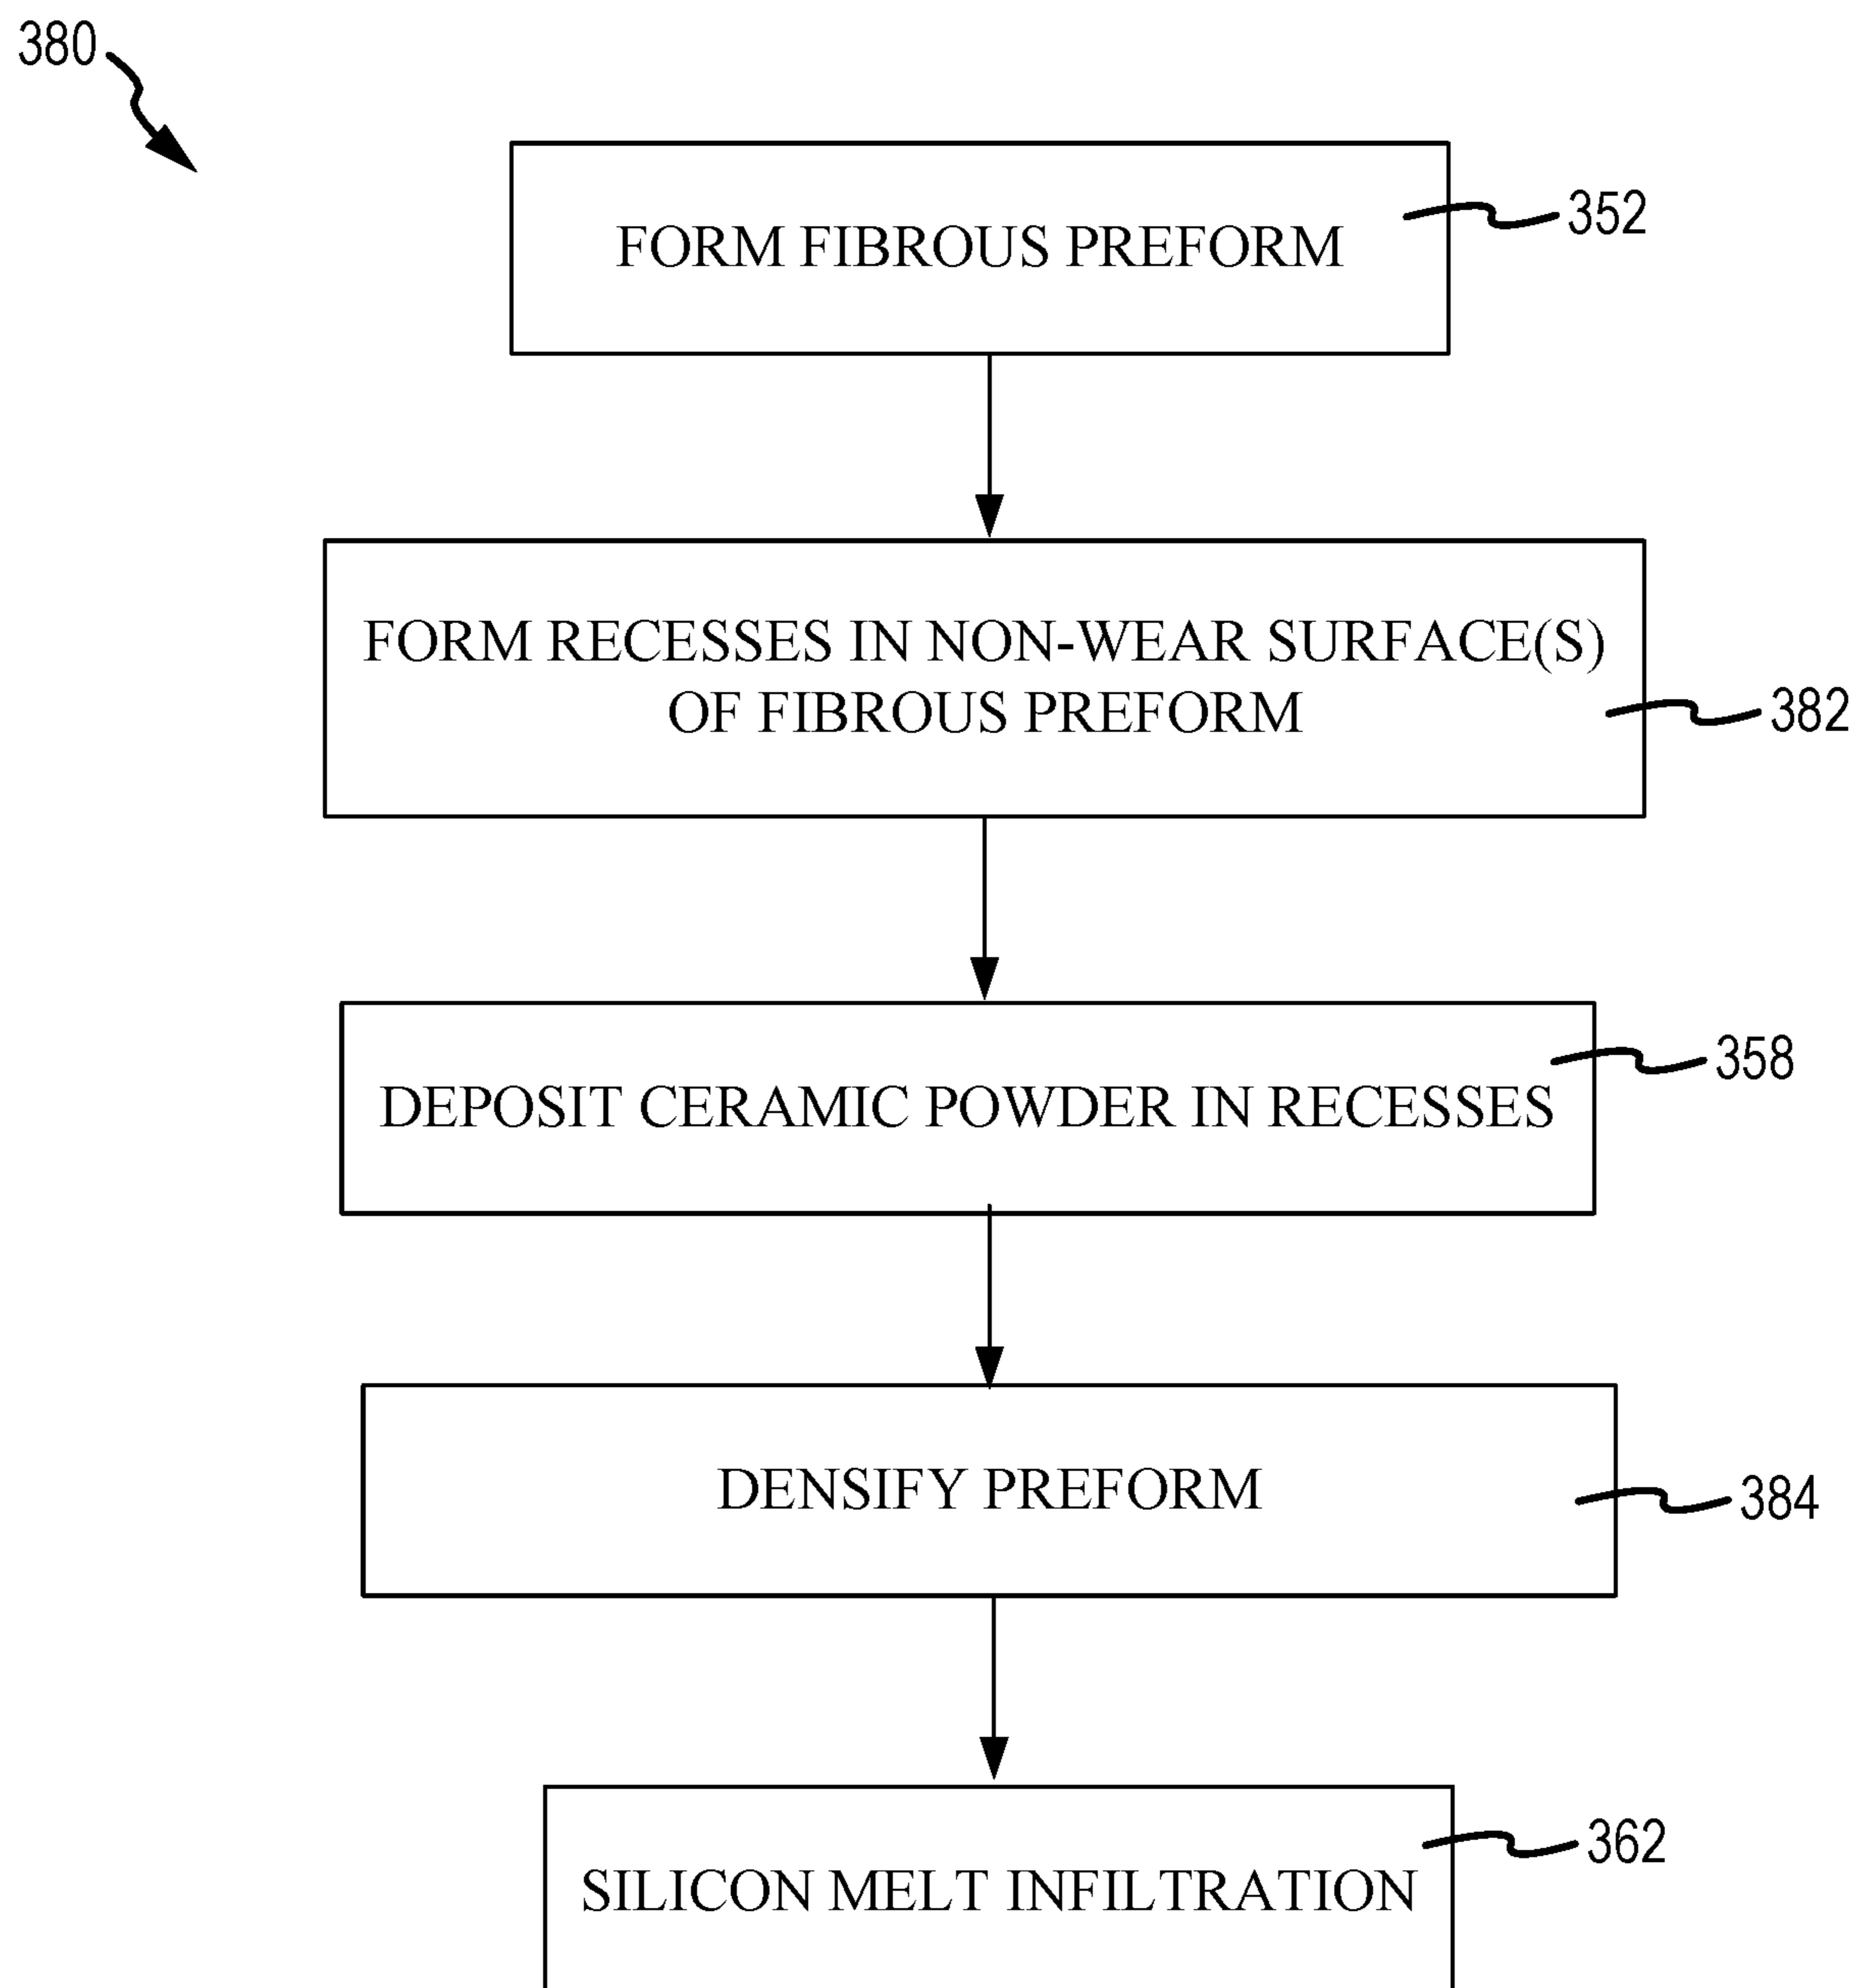 380
FORM FIBROUS PREFORM
352
FORM RECESSES IN NON-WEAR SURFACE(S)
OF FIBROUS PREFORM
382
DEPOSIT CERAMIC POWDER IN RECESSES
358
DENSIFY PREFORM
384
SILICON MELT INFILTRATION
362